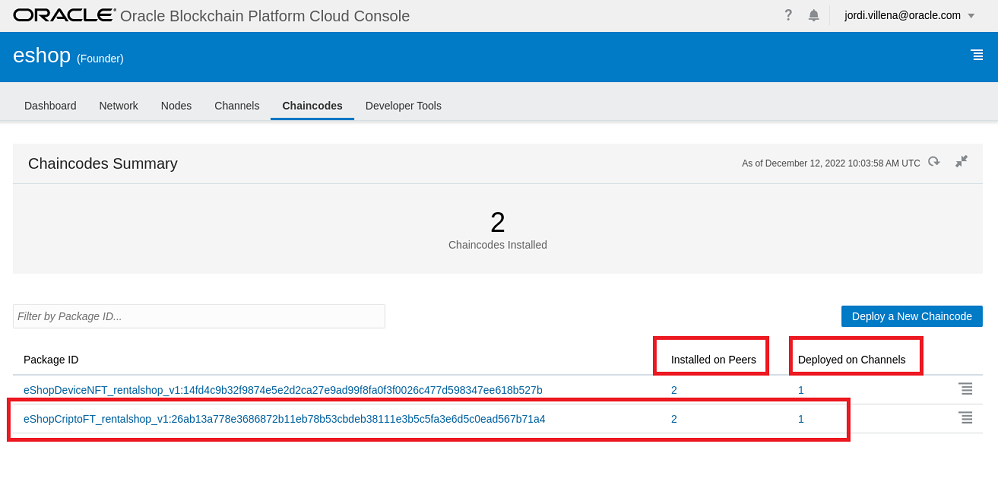 ORACLE® Oracle Blockchain Platform Cloud Console ? jordi.villena@oracle.com
eshop (Founder)
Dashboard Network Nodes Channels Chaincodes Developer Tools
Chaincodes Summary As of December 12, 2022 10:03:58 AM UTC
2
Chaincodes Installed
Filter by Package ID... Deploy a New Chaincode
Package ID Installed on Peers Deployed on Channels
eShopDeviceNFT_rentalshop_v1:14fd4c9b32f9874e5e2d2ca27e9ad99f8fa0f3f0026c477d598347ee618b527b 2 1
eShopCriptoFT_rentalshop_v1:26ab13a778e3686872b11eb78b53cbdeb38111e3b5c5fa3e6d5c0ead567b71a4 2 1